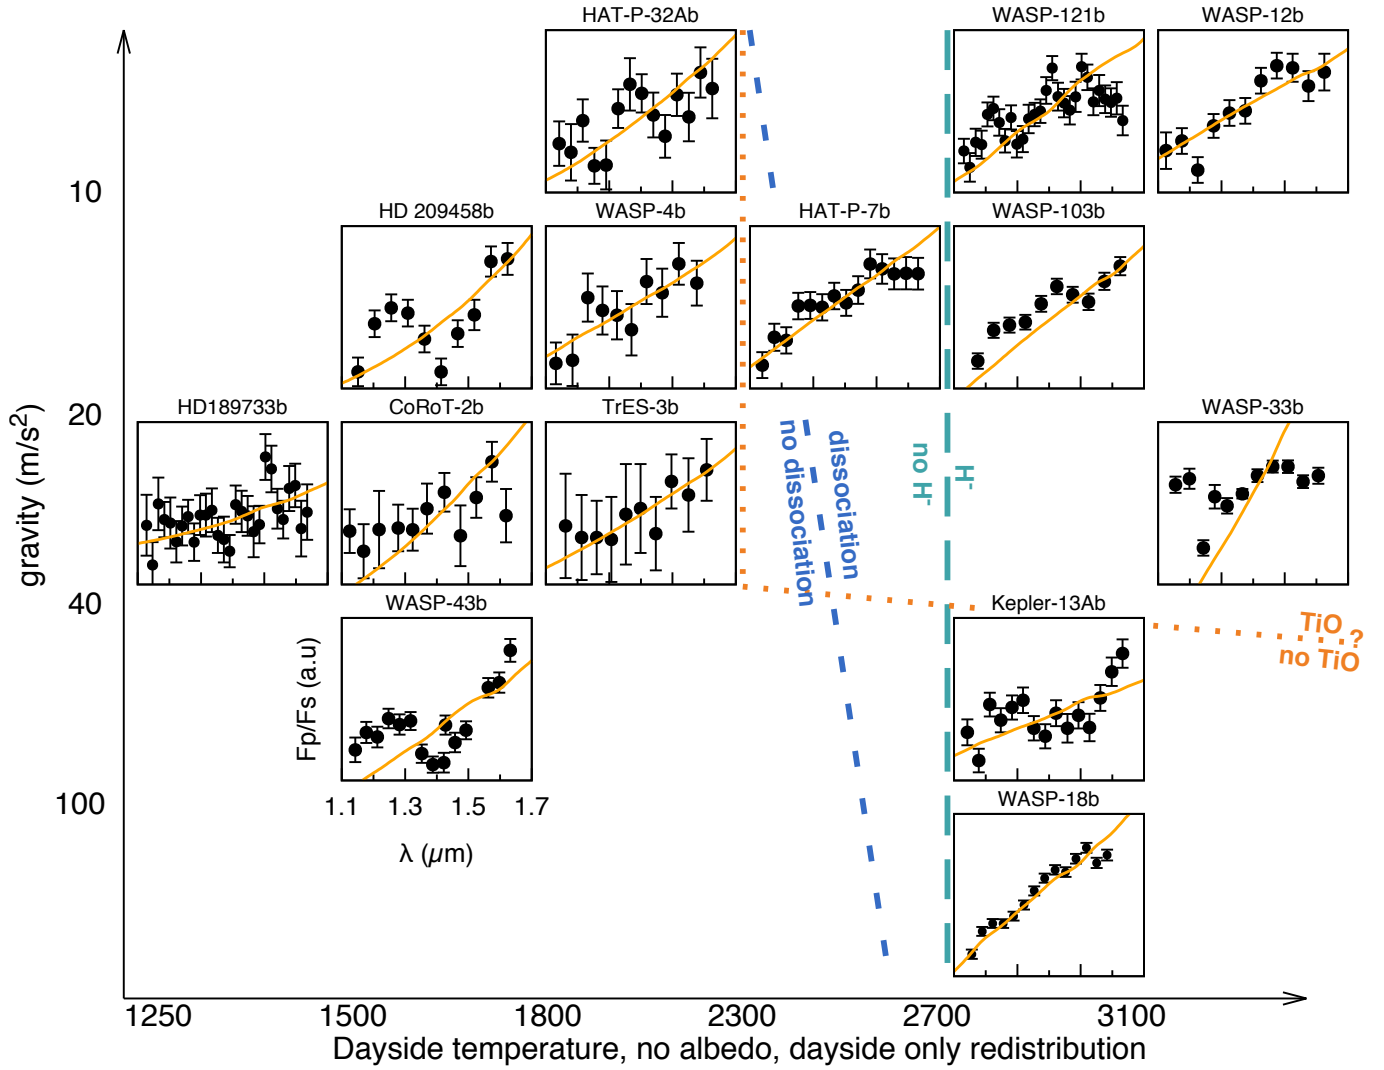 HAT-P-32Ab
WASP-121b
WASP-12b
10
HD 209458b
WASP-4b
HAT-P-7b
WASP-103b
gravity (m/s²)
20
HD189733b
CoRoT-2b
TrES-3b
WASP-33b
no dissociation
dissociation
no H-
H-
40
WASP-43b
Kepler-13Ab
TiO ?
no TiO
Fp/Fs (a.u)
100
1.1 1.3 1.5 1.7
λ (μm)
WASP-18b
1250 1500 1800 2300 2700 3100
Dayside temperature, no albedo, dayside only redistribution